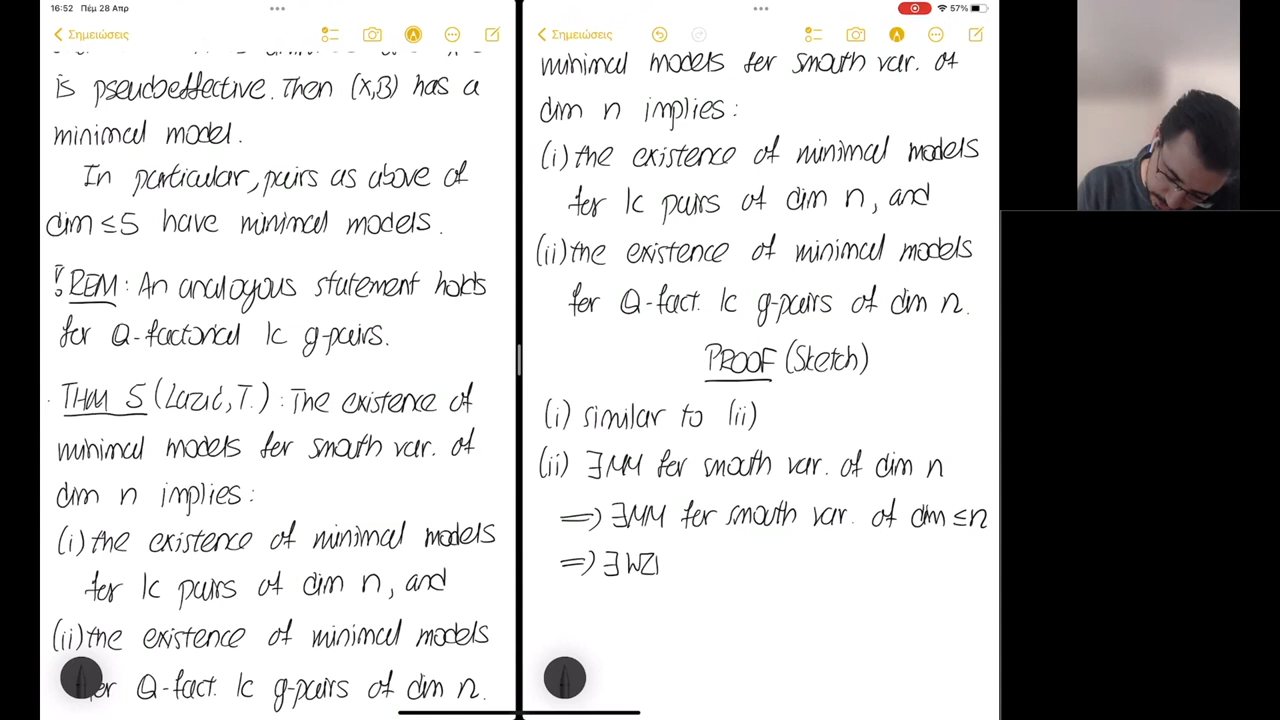 16:52 Πέμ 28 Απρ
57%
Σημειώσεις
is pseudoeffective. Then (X,B) has a
minimal model.
In particular, pairs as above of
dim ≤5 have minimal models.
! REM: An analogous statement holds
for Q-factorial lc g-pairs.
THM 5 (Lazić, T.): The existence of
minimal models for smooth var. of
dim n implies:
(i) the existence of minimal models
for lc pairs of dim n, and
(ii) the existence of minimal models
for Q-fact. lc g-pairs of dim n.
Σημειώσεις
minimal models for smooth var. of
dim n implies:
(i) the existence of minimal models
for lc pairs of dim n, and
(ii) the existence of minimal models
for Q-fact. lc g-pairs of dim n.
PROOF (Sketch)
(i) similar to (ii)
(ii) ∃MM for smooth var. of dim n
=> ∃MM for smooth var. of dim ≤n
=> ∃WZ